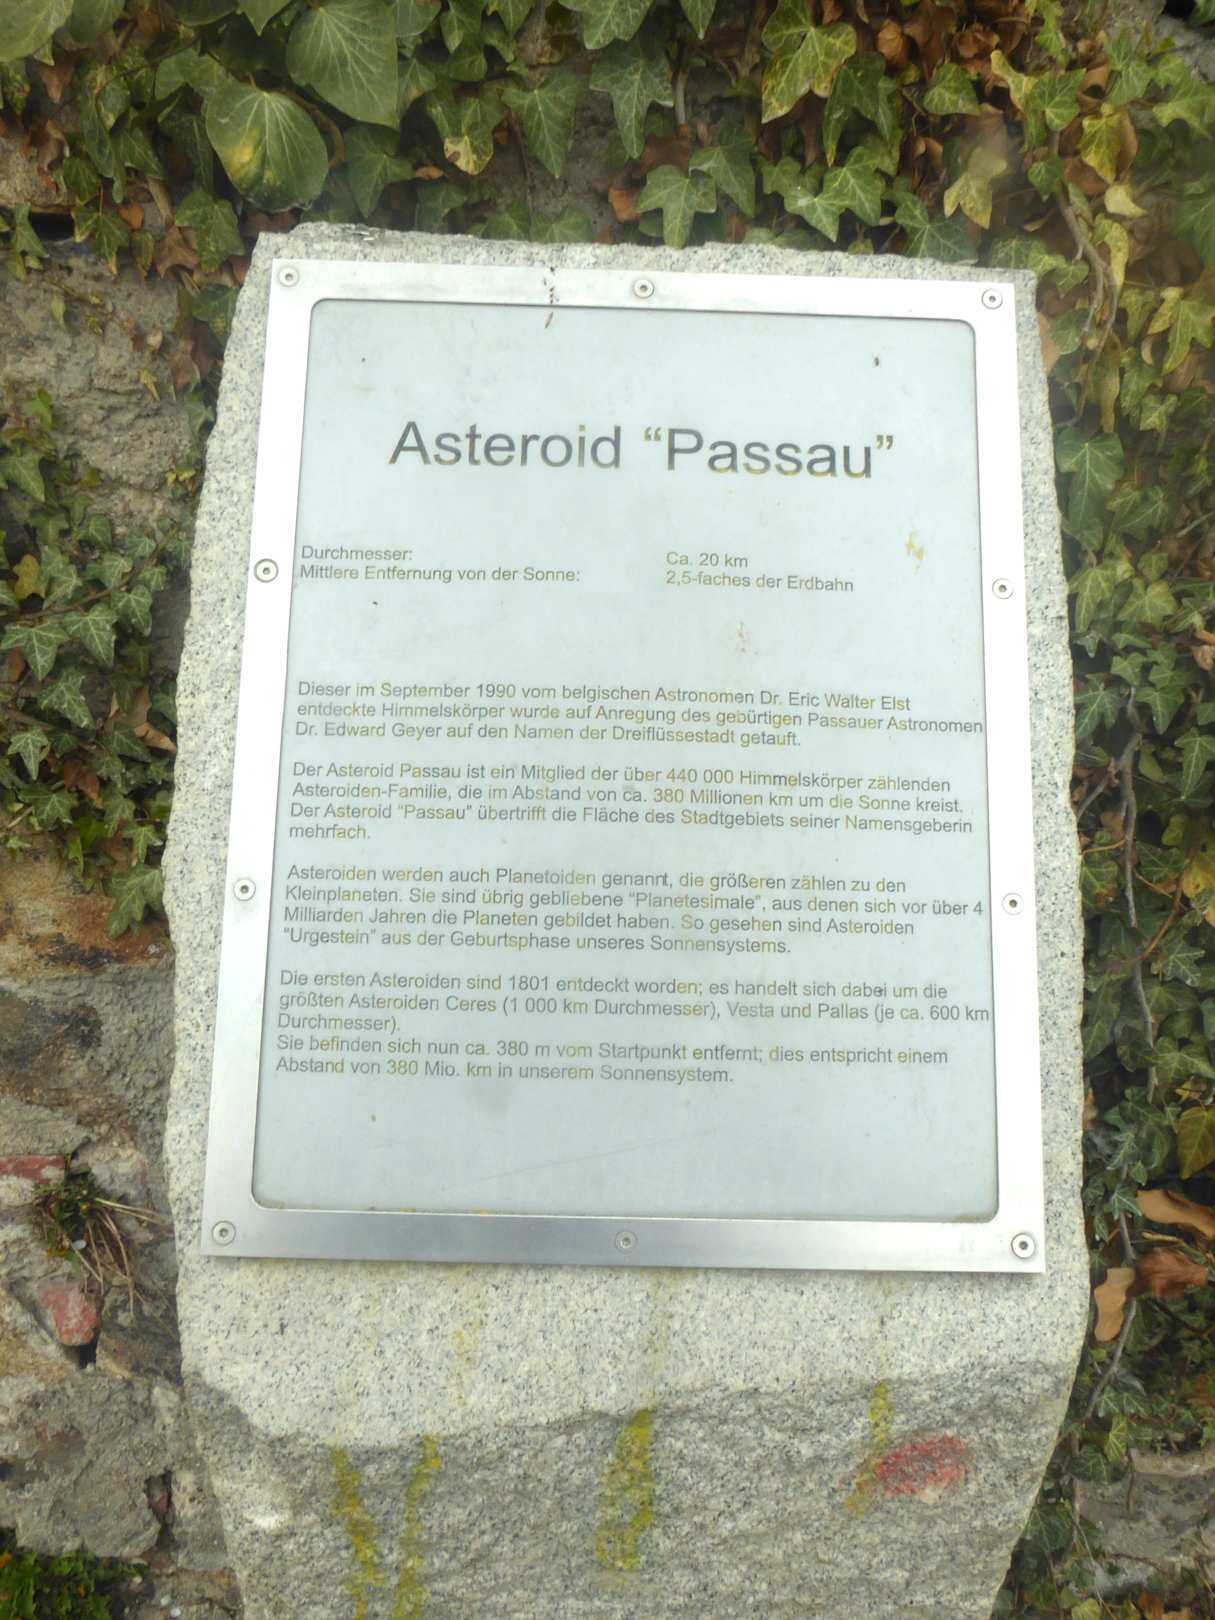 Asteroid “Passau”
Durchmesser: Ca. 20 km
Mittlere Entfernung von der Sonne: 2,5-faches der Erdbahn
Dieser im September 1990 vom belgischen Astronomen Dr. Eric Walter Elst
entdeckte Himmelskörper wurde auf Anregung des gebürtigen Passauer Astronomen
Dr. Edward Geyer auf den Namen der Dreiflüssestadt getauft.
Der Asteroid Passau ist ein Mitglied der über 440 000 Himmelskörper zählenden
Asteroiden-Familie, die im Abstand von ca. 380 Millionen km um die Sonne kreist.
Der Asteroid “Passau” übertrifft die Fläche des Stadtgebiets seiner Namensgeberin
mehrfach.
Asteroiden werden auch Planetoiden genannt, die größeren zählen zu den
Kleinplaneten. Sie sind übrig gebliebene “Planetesimale”, aus denen sich vor über 4
Milliarden Jahren die Planeten gebildet haben. So gesehen sind Asteroiden
“Urgestein” aus der Geburtsphase unseres Sonnensystems.
Die ersten Asteroiden sind 1801 entdeckt worden; es handelt sich dabei um die
größten Asteroiden Ceres (1 000 km Durchmesser), Vesta und Pallas (je ca. 600 km
Durchmesser).
Sie befinden sich nun ca. 380 m vom Startpunkt entfernt; dies entspricht einem
Abstand von 380 Mio. km in unserem Sonnensystem.